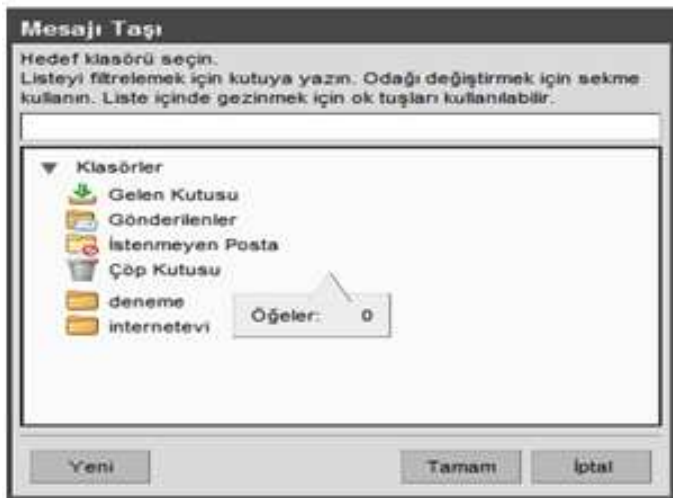 Mesajı Taşı
Hedef klasörü seçin.
Listeyi filtrelemek için kutuya yazın. Odağı değiştirmek için sekme
kullanın. Liste içinde gezinmek için ok tuşları kullanılabilir.
Klasörler
Gelen Kutusu
Gönderilenler
İstenmeyen Posta
Çöp Kutusu
deneme
Öğeler: 0
internetevi
Yeni Tamam İptal